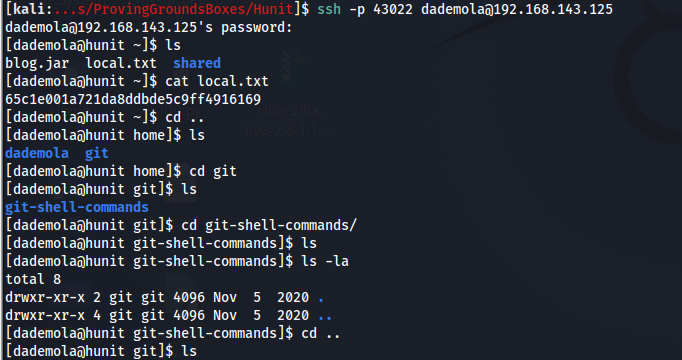 [kali:...s/ProvingGroundsBoxes/Hunit]$ ssh -p 43022 dademola@192.168.143.125
dademola@192.168.143.125's password:
[dademola@hunit ~]$ ls
blog.jar  local.txt  shared
[dademola@hunit ~]$ cat local.txt
65c1e001a721da8ddbde5c9ff4916169
[dademola@hunit ~]$ cd ..
[dademola@hunit home]$ ls
dademola  git
[dademola@hunit home]$ cd git
[dademola@hunit git]$ ls
git-shell-commands
[dademola@hunit git]$ cd git-shell-commands/
[dademola@hunit git-shell-commands]$ ls
[dademola@hunit git-shell-commands]$ ls -la
total 8
drwxr-xr-x 2 git git 4096 Nov  5  2020 .
drwxr-xr-x 4 git git 4096 Nov  5  2020 ..
[dademola@hunit git-shell-commands]$ cd ..
[dademola@hunit git]$ ls